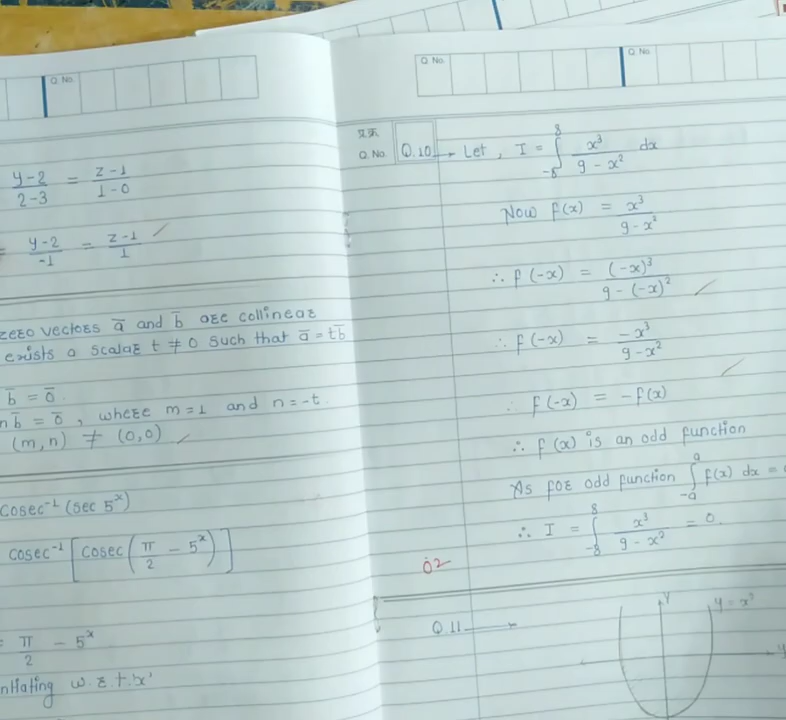 Q. No.
y-2/2-3 = z-1/1-0
= y-2/-1 = z-1/1
zero vectors a̅ and b̅ are collinear
exists a scalar t ≠ 0 such that a̅ = tb̅
b̅ = 0̅
nb̅ = 0̅, where m=1 and n=-t.
(m,n) ≠ (0,0)
cosec⁻¹(sec 5ˣ)
cosec⁻¹[cosec(π/2 - 5ˣ)]
= π/2 - 5ˣ
ntiating w.r.t. 'x'
Q. No.
Q. No.
प्र.क्र.
Q. No.
Q.10 → Let, I = ∫₋₈⁸ x³/9-x² dx
Now f(x) = x³/9-x²
∴ f(-x) = (-x)³/9-(-x)²
∴ f(-x) = -x³/9-x²
∴ f(-x) = -f(x)
∴ f(x) is an odd function
As for odd function ∫₋ₐᵃ f(x) dx =
∴ I = ∫₋₈⁸ x³/9-x² = 0.
02
Q.11 →
Y
y = x²